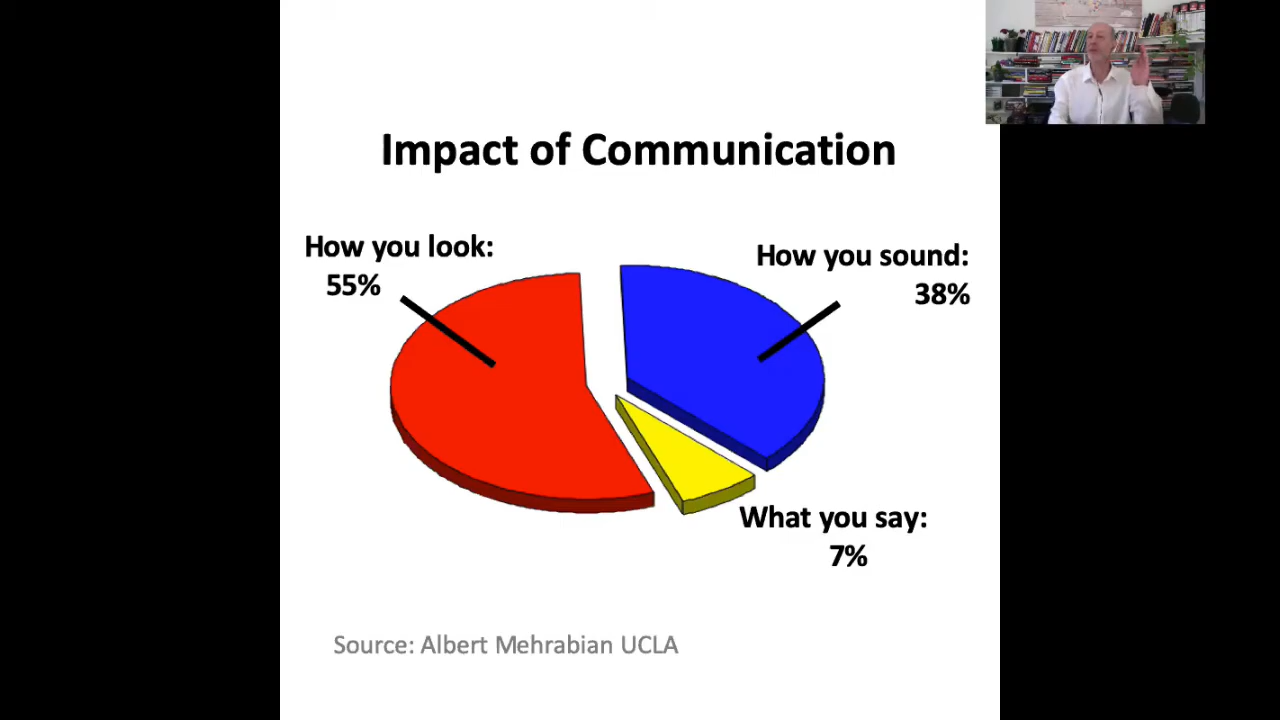 Impact of Communication
How you look:
55%
How you sound:
38%
What you say:
7%
Source: Albert Mehrabian UCLA